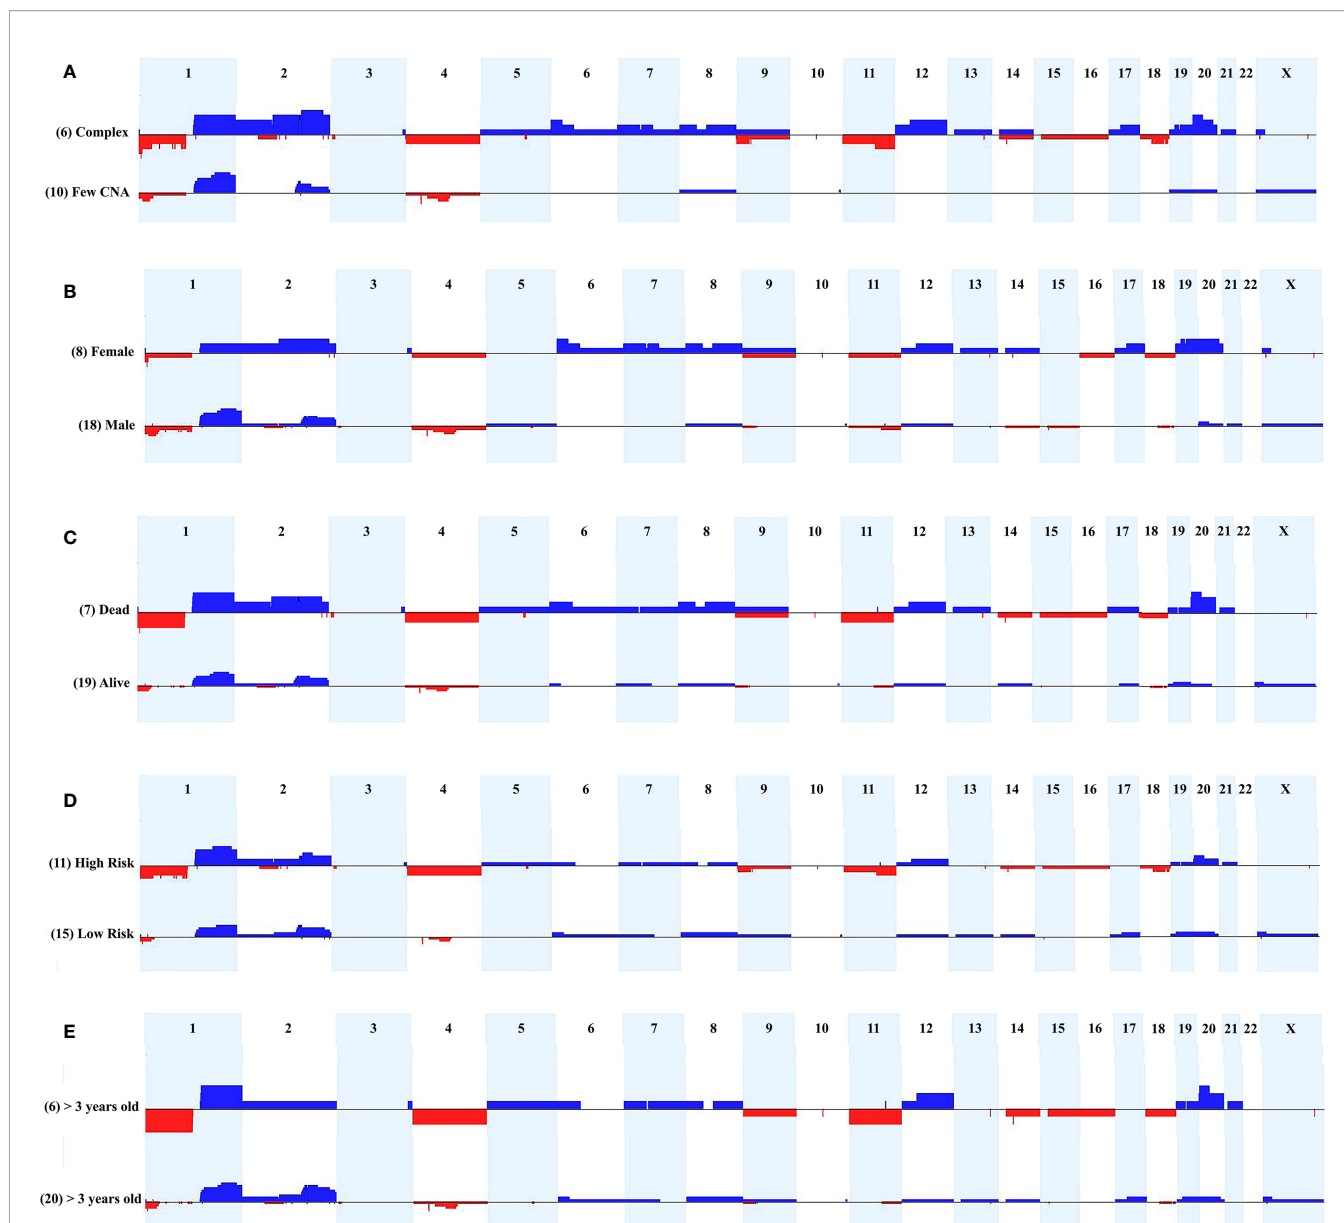 A
1 2 3 4 5 6 7 8 9 10 11 12 13 14 15 16 17 18 19 20 21 22 X
(6) Complex
(10) Few CNA
B
1 2 3 4 5 6 7 8 9 10 11 12 13 14 15 16 17 18 19 20 21 22 X
(8) Female
(18) Male
C
1 2 3 4 5 6 7 8 9 10 11 12 13 14 15 16 17 18 19 20 21 22 X
(7) Dead
(19) Alive
D
1 2 3 4 5 6 7 8 9 10 11 12 13 14 15 16 17 18 19 20 21 22 X
(11) High Risk
(15) Low Risk
E
1 2 3 4 5 6 7 8 9 10 11 12 13 14 15 16 17 18 19 20 21 22 X
(6) > 3 years old
(20) > 3 years old